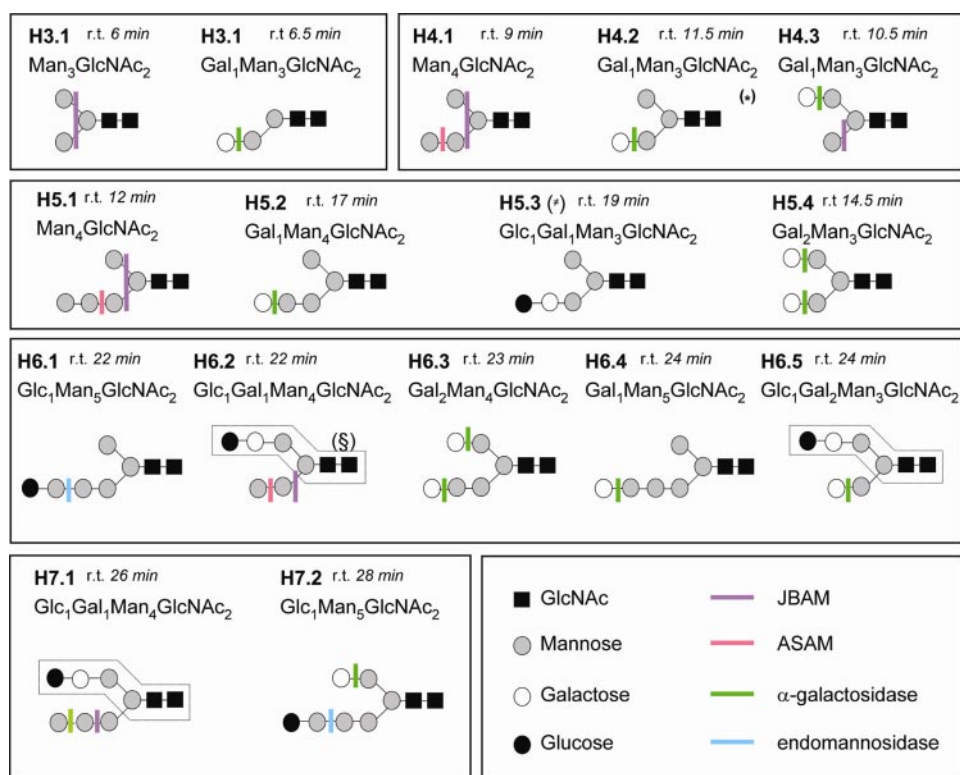 H3.1 r.t. 6 min
Man₃GlcNAc₂
H3.1 r.t 6.5 min
Gal₁Man₃GlcNAc₂
H4.1 r.t. 9 min
Man₄GlcNAc₂
H4.2 r.t. 11.5 min
Gal₁Man₃GlcNAc₂
(*)
H4.3 r.t. 10.5 min
Gal₁Man₃GlcNAc₂
H5.1 r.t. 12 min
Man₄GlcNAc₂
H5.2 r.t. 17 min
Gal₁Man₄GlcNAc₂
H5.3 (≠) r.t. 19 min
Glc₁Gal₁Man₃GlcNAc₂
H5.4 r.t 14.5 min
Gal₂Man₃GlcNAc₂
H6.1 r.t. 22 min
Glc₁Man₅GlcNAc₂
H6.2 r.t. 22 min
Glc₁Gal₁Man₄GlcNAc₂
(§)
H6.3 r.t. 23 min
Gal₂Man₄GlcNAc₂
H6.4 r.t. 24 min
Gal₁Man₅GlcNAc₂
H6.5 r.t. 24 min
Glc₁Gal₂Man₃GlcNAc₂
H7.1 r.t. 26 min
Glc₁Gal₁Man₄GlcNAc₂
H7.2 r.t. 28 min
Glc₁Man₅GlcNAc₂
GlcNAc
Mannose
Galactose
Glucose
JBAM
ASAM
α-galactosidase
endomannosidase